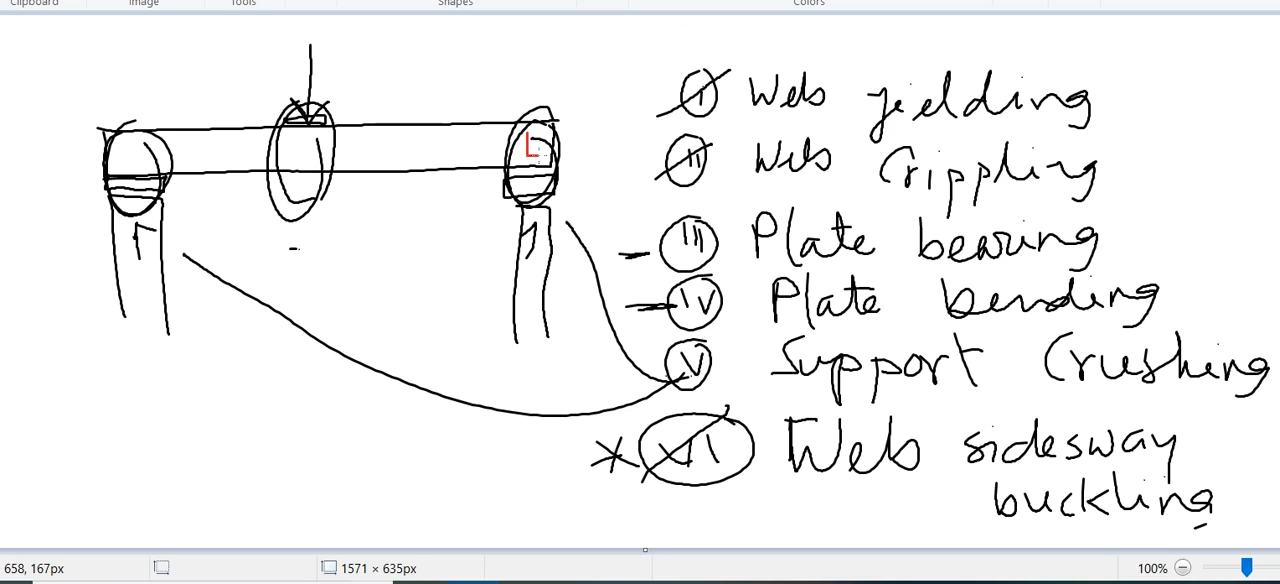 Clipboard Image Tools Shapes Colors
I Web yielding
II Web Crippling
III Plate bearing
IV Plate bending
V Support Crushing
VI Web sidesway
buckling
658, 167px 1571 × 635px 100%